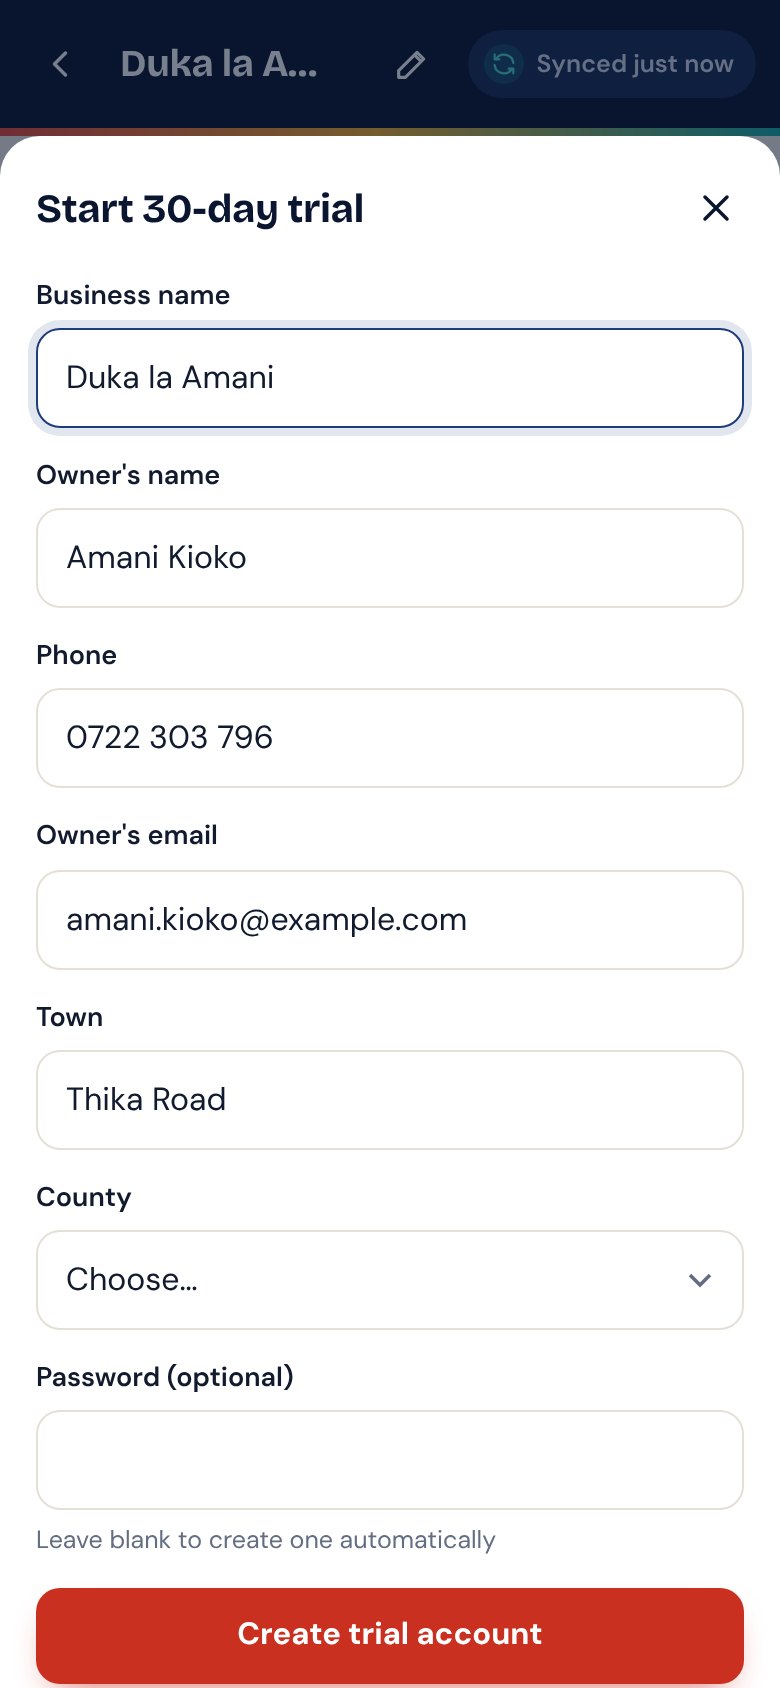 Duka la A...
Synced just now
Start 30-day trial
Business name
Duka la Amani
Owner's name
Amani Kioko
Phone
0722 303 796
Owner's email
amani.kioko@example.com
Town
Thika Road
County
Choose...
Password (optional)
Leave blank to create one automatically
Create trial account